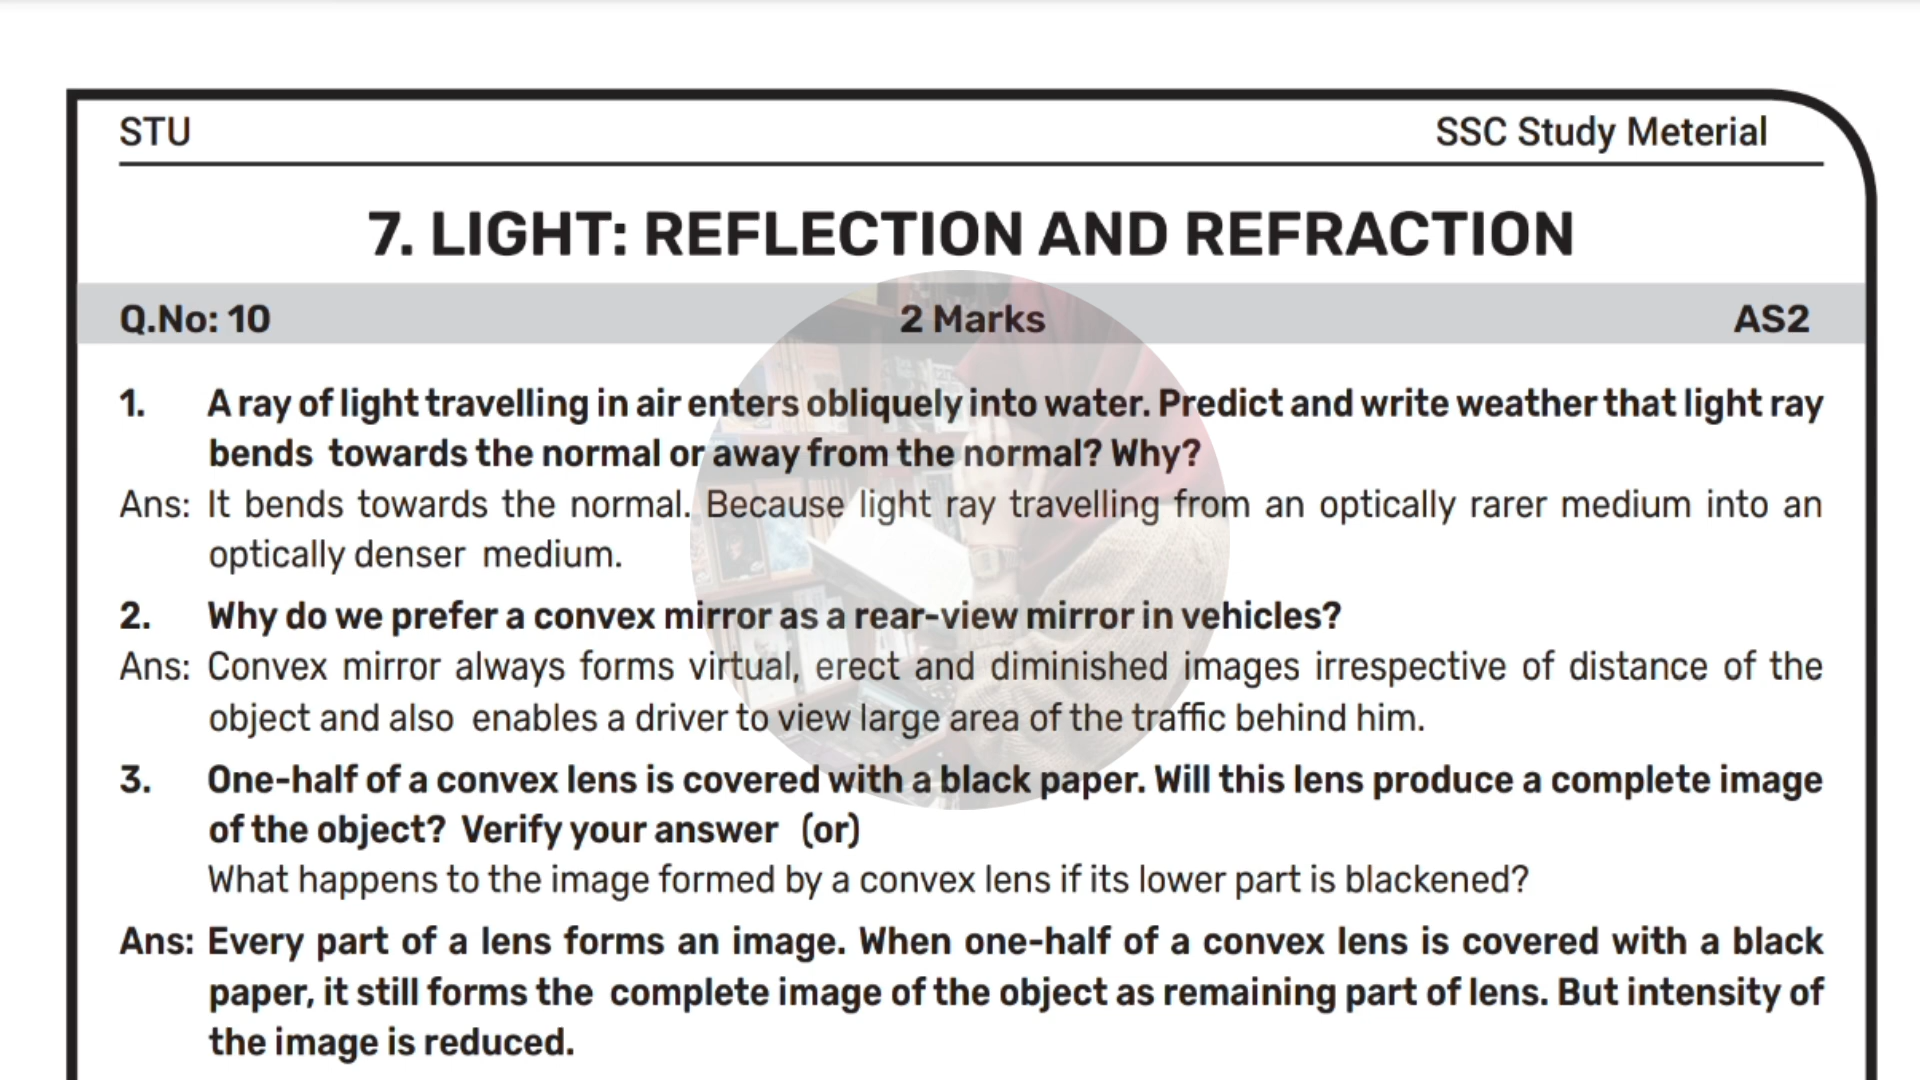 STU
SSC Study Meterial
7. LIGHT: REFLECTION AND REFRACTION
Q.No: 10 2 Marks AS2
1. A ray of light travelling in air enters obliquely into water. Predict and write weather that light ray
bends towards the normal or away from the normal? Why?
Ans: It bends towards the normal. Because light ray travelling from an optically rarer medium into an
optically denser medium.
2. Why do we prefer a convex mirror as a rear-view mirror in vehicles?
Ans: Convex mirror always forms virtual, erect and diminished images irrespective of distance of the
object and also enables a driver to view large area of the traffic behind him.
3. One-half of a convex lens is covered with a black paper. Will this lens produce a complete image
of the object? Verify your answer (or)
What happens to the image formed by a convex lens if its lower part is blackened?
Ans: Every part of a lens forms an image. When one-half of a convex lens is covered with a black
paper, it still forms the complete image of the object as remaining part of lens. But intensity of
the image is reduced.